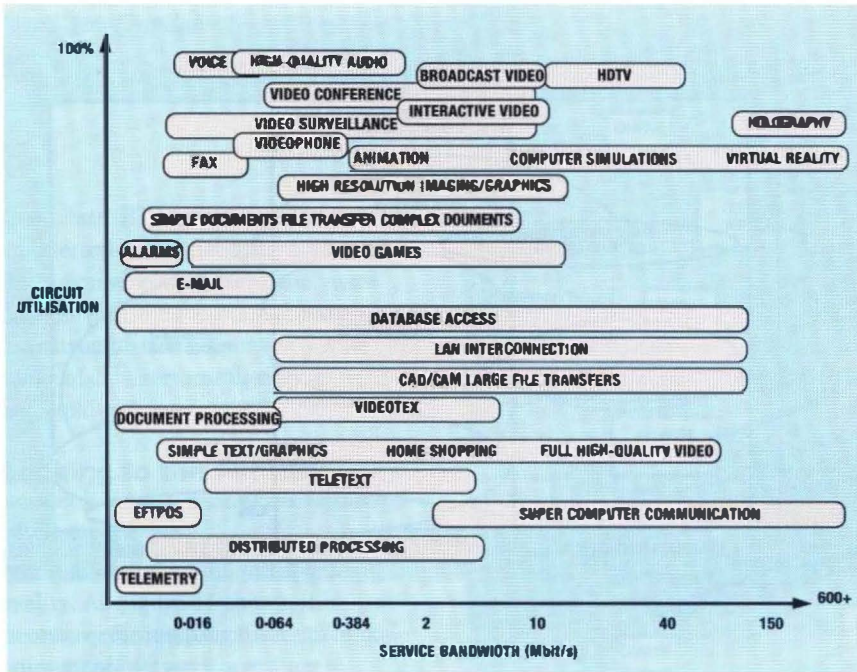 100%
VOICE HIGH-QUALITY AUDIO
BROADCAST VIDEO HDTV
VIDEO CONFERENCE
INTERACTIVE VIDEO
VIDEO SURVEILLANCE HOLOGRAPHY
VIDEOPHONE
FAX ANIMATION COMPUTER SIMULATIONS VIRTUAL REALITY
HIGH RESOLUTION IMAGING/GRAPHICS
SIMPLE DOCUMENTS FILE TRANSFER COMPLEX DOUMENTS
ALARMS VIDEO GAMES
E-MAIL
CIRCUIT
UTILISATION
DATABASE ACCESS
LAN INTERCONNECTION
CAD/CAM LARGE FILE TRANSFERS
VIDEOTEX
DOCUMENT PROCESSING
SIMPLE TEXT/GRAPHICS HOME SHOPPING FULL HIGH-QUALITY VIDEO
TELETEXT
EFTPOS SUPER COMPUTER COMMUNICATION
DISTRIBUTED PROCESSING
TELEMETRY
600+
0-016 0-064 0-384 2 10 40 150
SERVICE BANDWIDTH (Mbit/s)